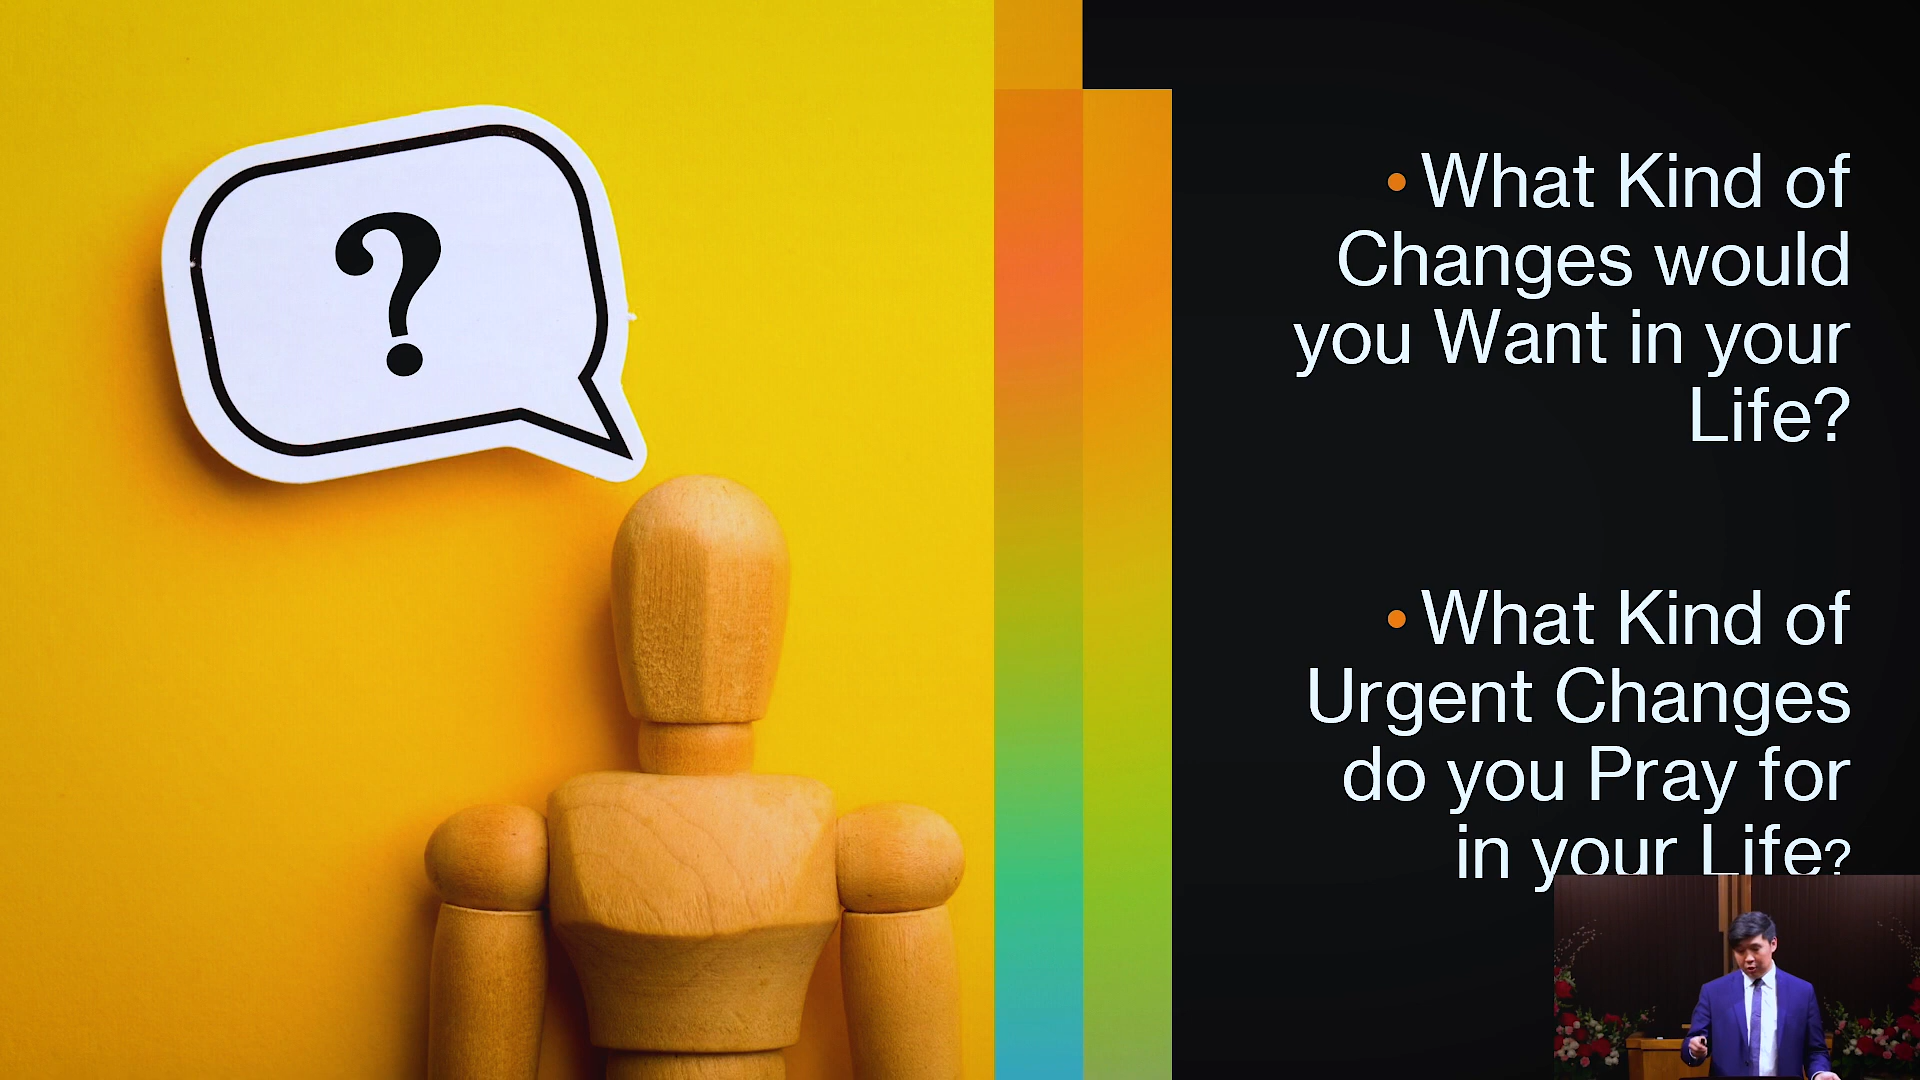 ?
• What Kind of
Changes would
you Want in your
Life?
• What Kind of
Urgent Changes
do you Pray for
in your Life?